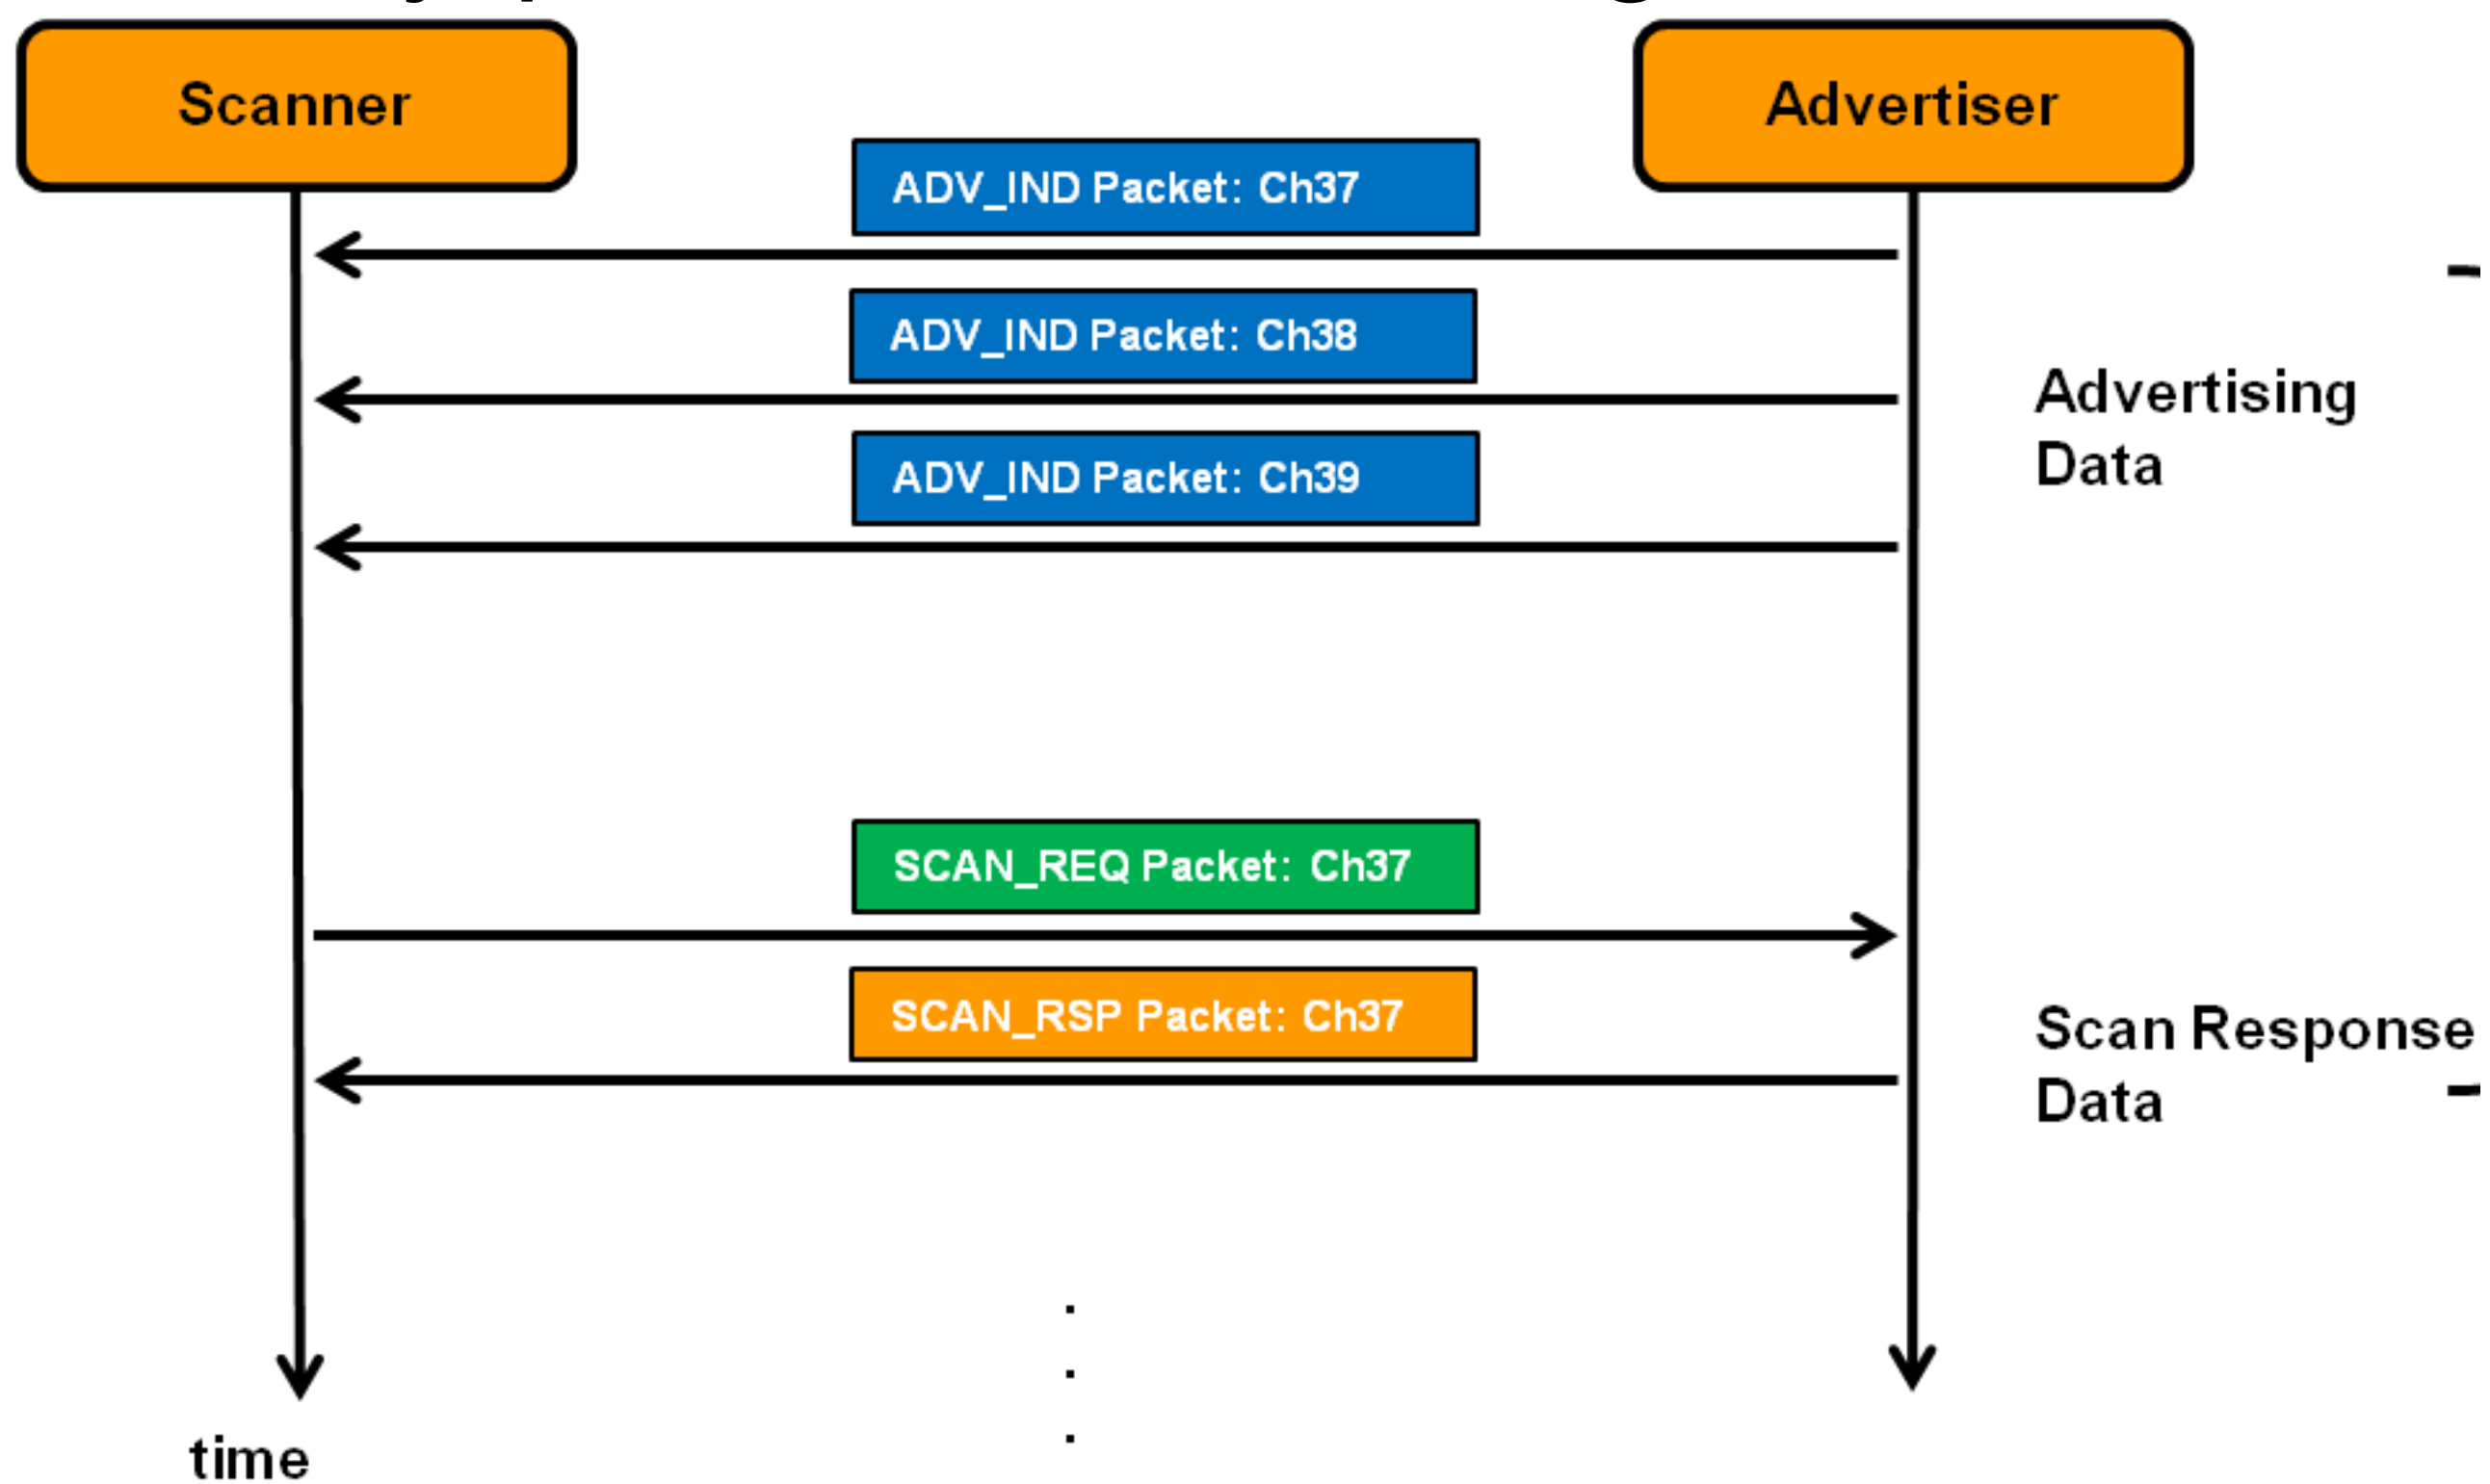 Scanner
Advertiser
ADV_IND Packet: Ch37
ADV_IND Packet: Ch38
Advertising
Data
ADV_IND Packet: Ch39
SCAN_REQ Packet: Ch37
SCAN_RSP Packet: Ch37
Scan Response
Data
.
.
.
time